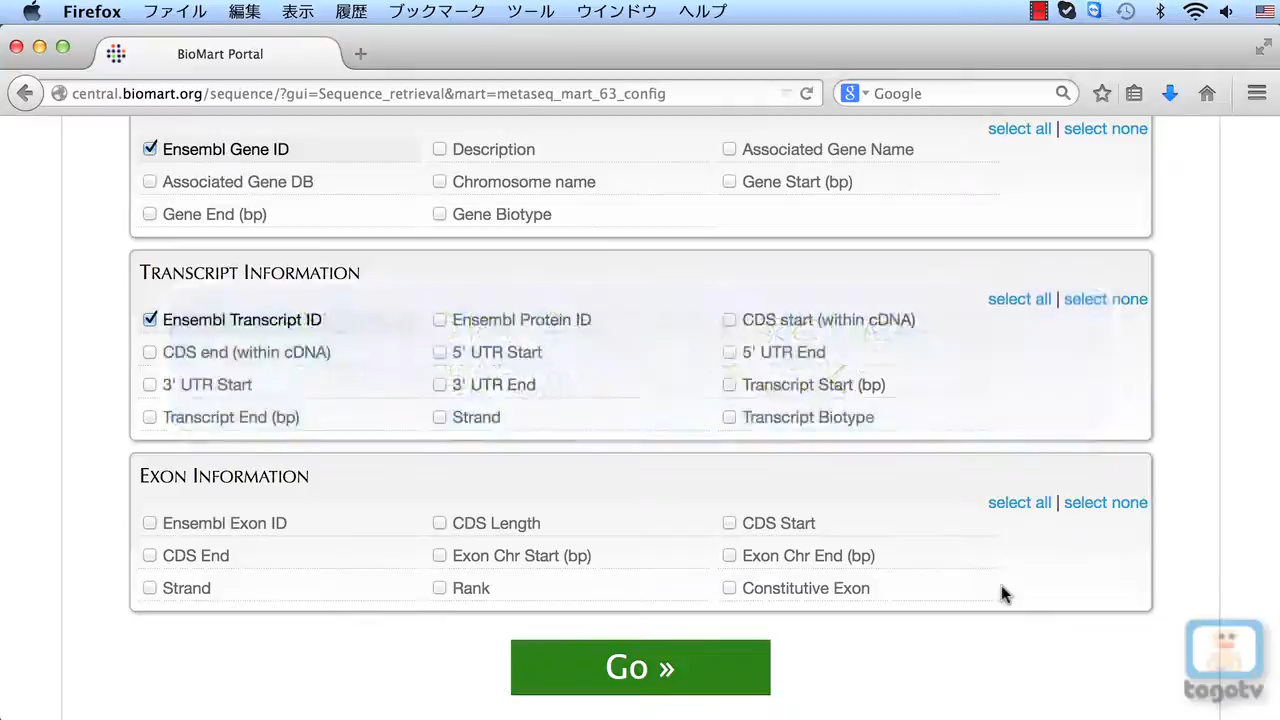 Firefox ファイル 編集 表示 履歴 ブックマーク ツール ウインドウ ヘルプ
BioMart Portal
central.biomart.org/sequence/?gui=Sequence_retrieval&mart=metaseq_mart_63_config Google
select all | select none
Ensembl Gene ID Description Associated Gene Name
Associated Gene DB Chromosome name Gene Start (bp)
Gene End (bp) Gene Biotype
Transcript Information
select all | select none
Ensembl Transcript ID Ensembl Protein ID CDS start (within cDNA)
CDS end (within cDNA) 5' UTR Start 5' UTR End
3' UTR Start 3' UTR End Transcript Start (bp)
Transcript End (bp) Strand Transcript Biotype
Exon Information
select all | select none
Ensembl Exon ID CDS Length CDS Start
CDS End Exon Chr Start (bp) Exon Chr End (bp)
Strand Rank Constitutive Exon
Go »
togotv